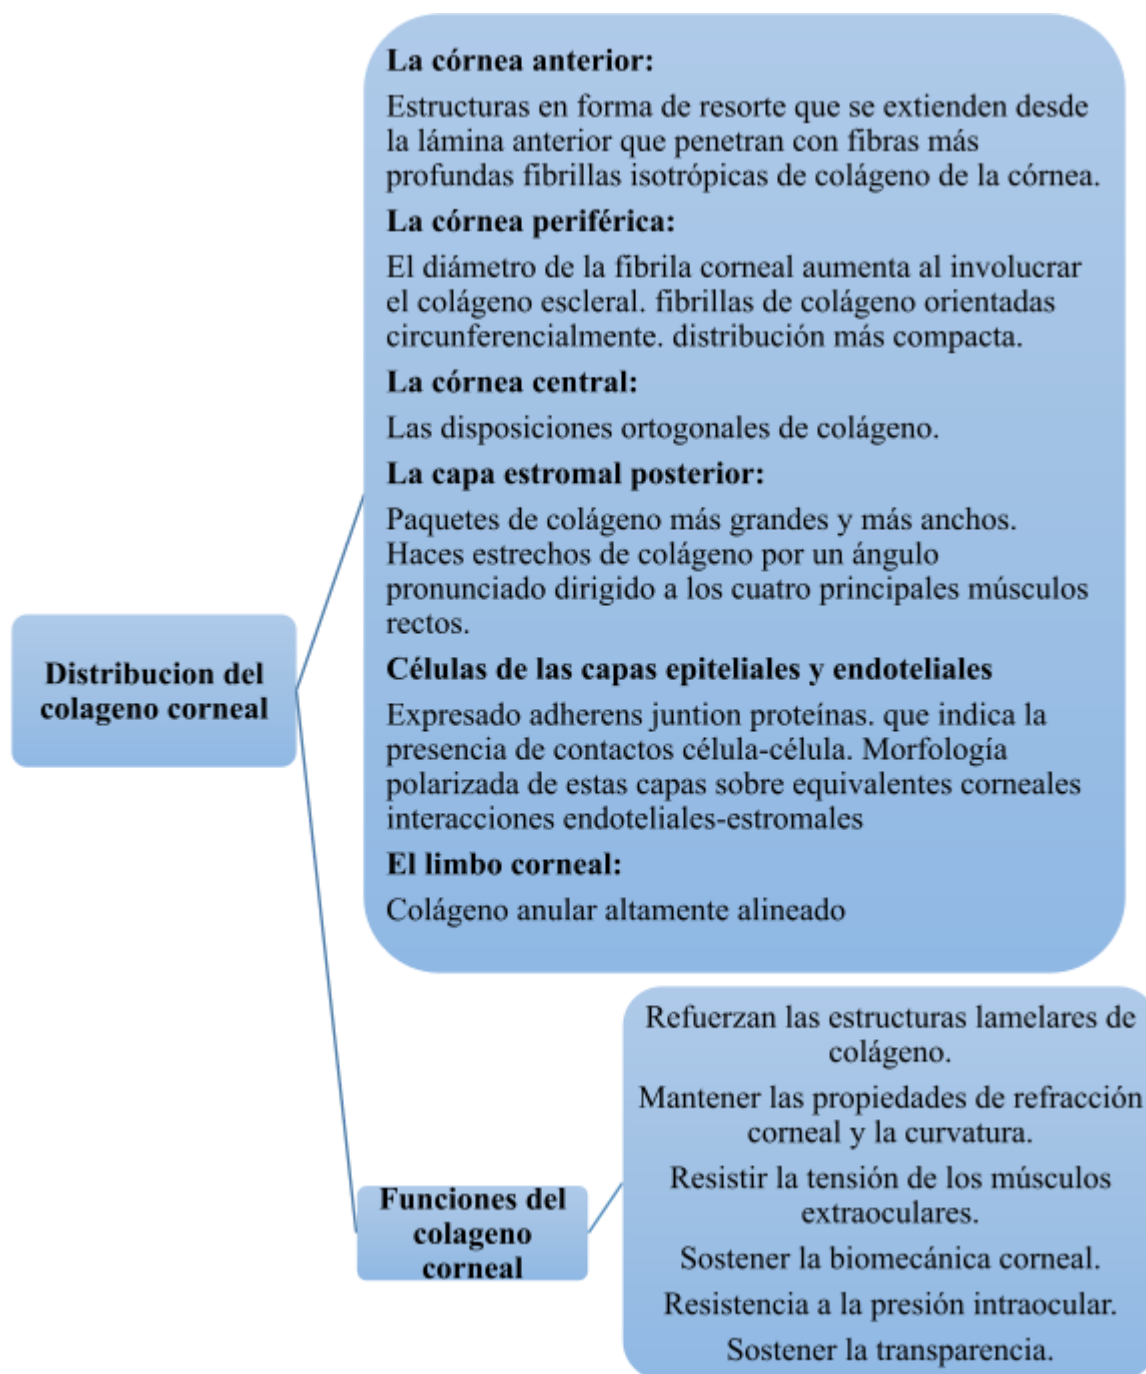 La córnea anterior:
Estructuras en forma de resorte que se extienden desde
la lámina anterior que penetran con fibras más
profundas fibrillas isotrópicas de colágeno de la córnea.
La córnea periférica:
El diámetro de la fibrila corneal aumenta al involucrar
el colágeno escleral. fibrillas de colágeno orientadas
circunferencialmente. distribución más compacta.
La córnea central:
Las disposiciones ortogonales de colágeno.
La capa estromal posterior:
Paquetes de colágeno más grandes y más anchos.
Haces estrechos de colágeno por un ángulo
pronunciado dirigido a los cuatro principales músculos
rectos.
Células de las capas epiteliales y endoteliales
Expresado adherens juntion proteínas. que indica la
presencia de contactos célula-célula. Morfología
polarizada de estas capas sobre equivalentes corneales
interacciones endoteliales-estromales
El limbo corneal:
Colágeno anular altamente alineado
Distribucion del
colageno corneal
Funciones del
colageno
corneal
Refuerzan las estructuras lamelares de
colágeno.
Mantener las propiedades de refracción
corneal y la curvatura.
Resistir la tensión de los músculos
extraoculares.
Sostener la biomecánica corneal.
Resistencia a la presión intraocular.
Sostener la transparencia.